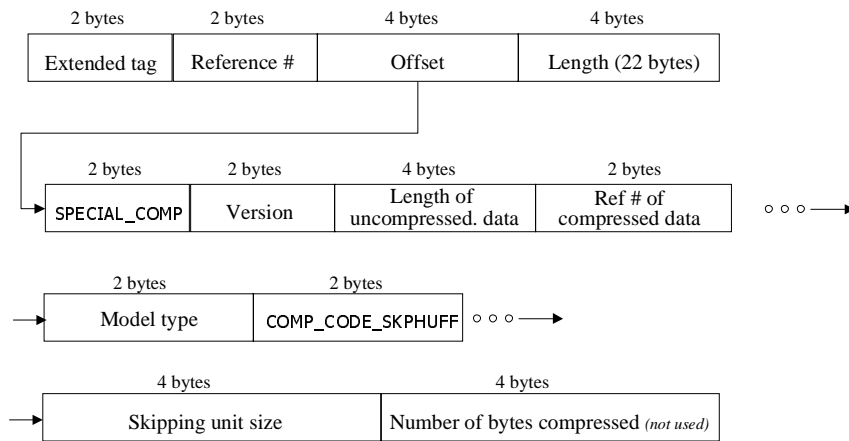 2 bytes 2 bytes 4 bytes 4 bytes
Extended tag Reference # Offset Length (22 bytes)
2 bytes 2 bytes 4 bytes 2 bytes
SPECIAL_COMP Version Length of uncompressed. data Ref # of compressed data
2 bytes 2 bytes
Model type COMP_CODE_SKPHUFF
4 bytes 4 bytes
Skipping unit size Number of bytes compressed (not used)